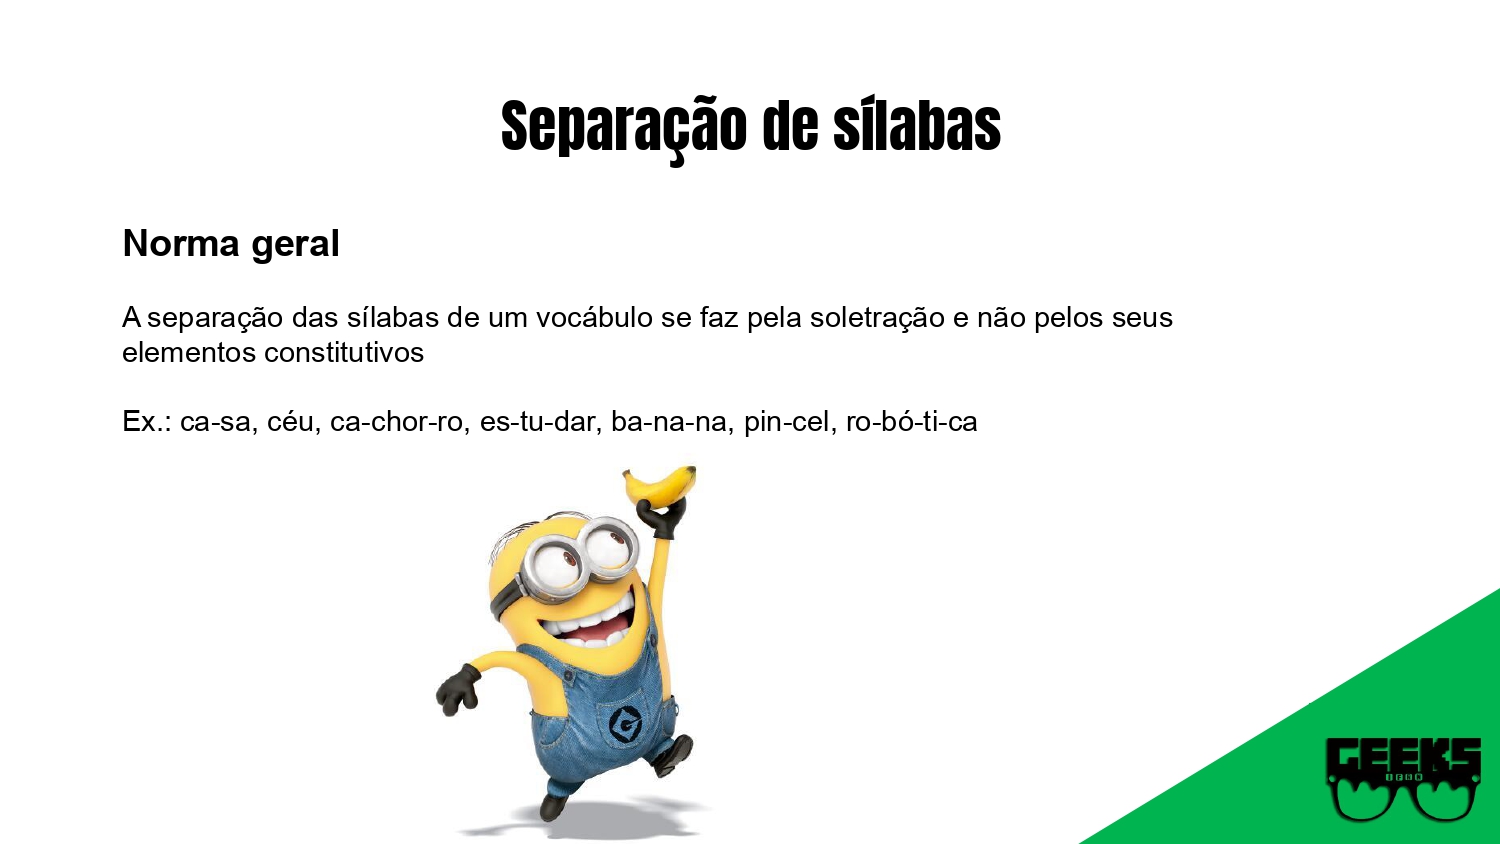 Separação de sílabas
Norma geral
A separação das sílabas de um vocábulo se faz pela soletração e não pelos seus
elementos constitutivos
Ex.: ca-sa, céu, ca-chor-ro, es-tu-dar, ba-na-na, pin-cel, ro-bó-ti-ca
GEEKS